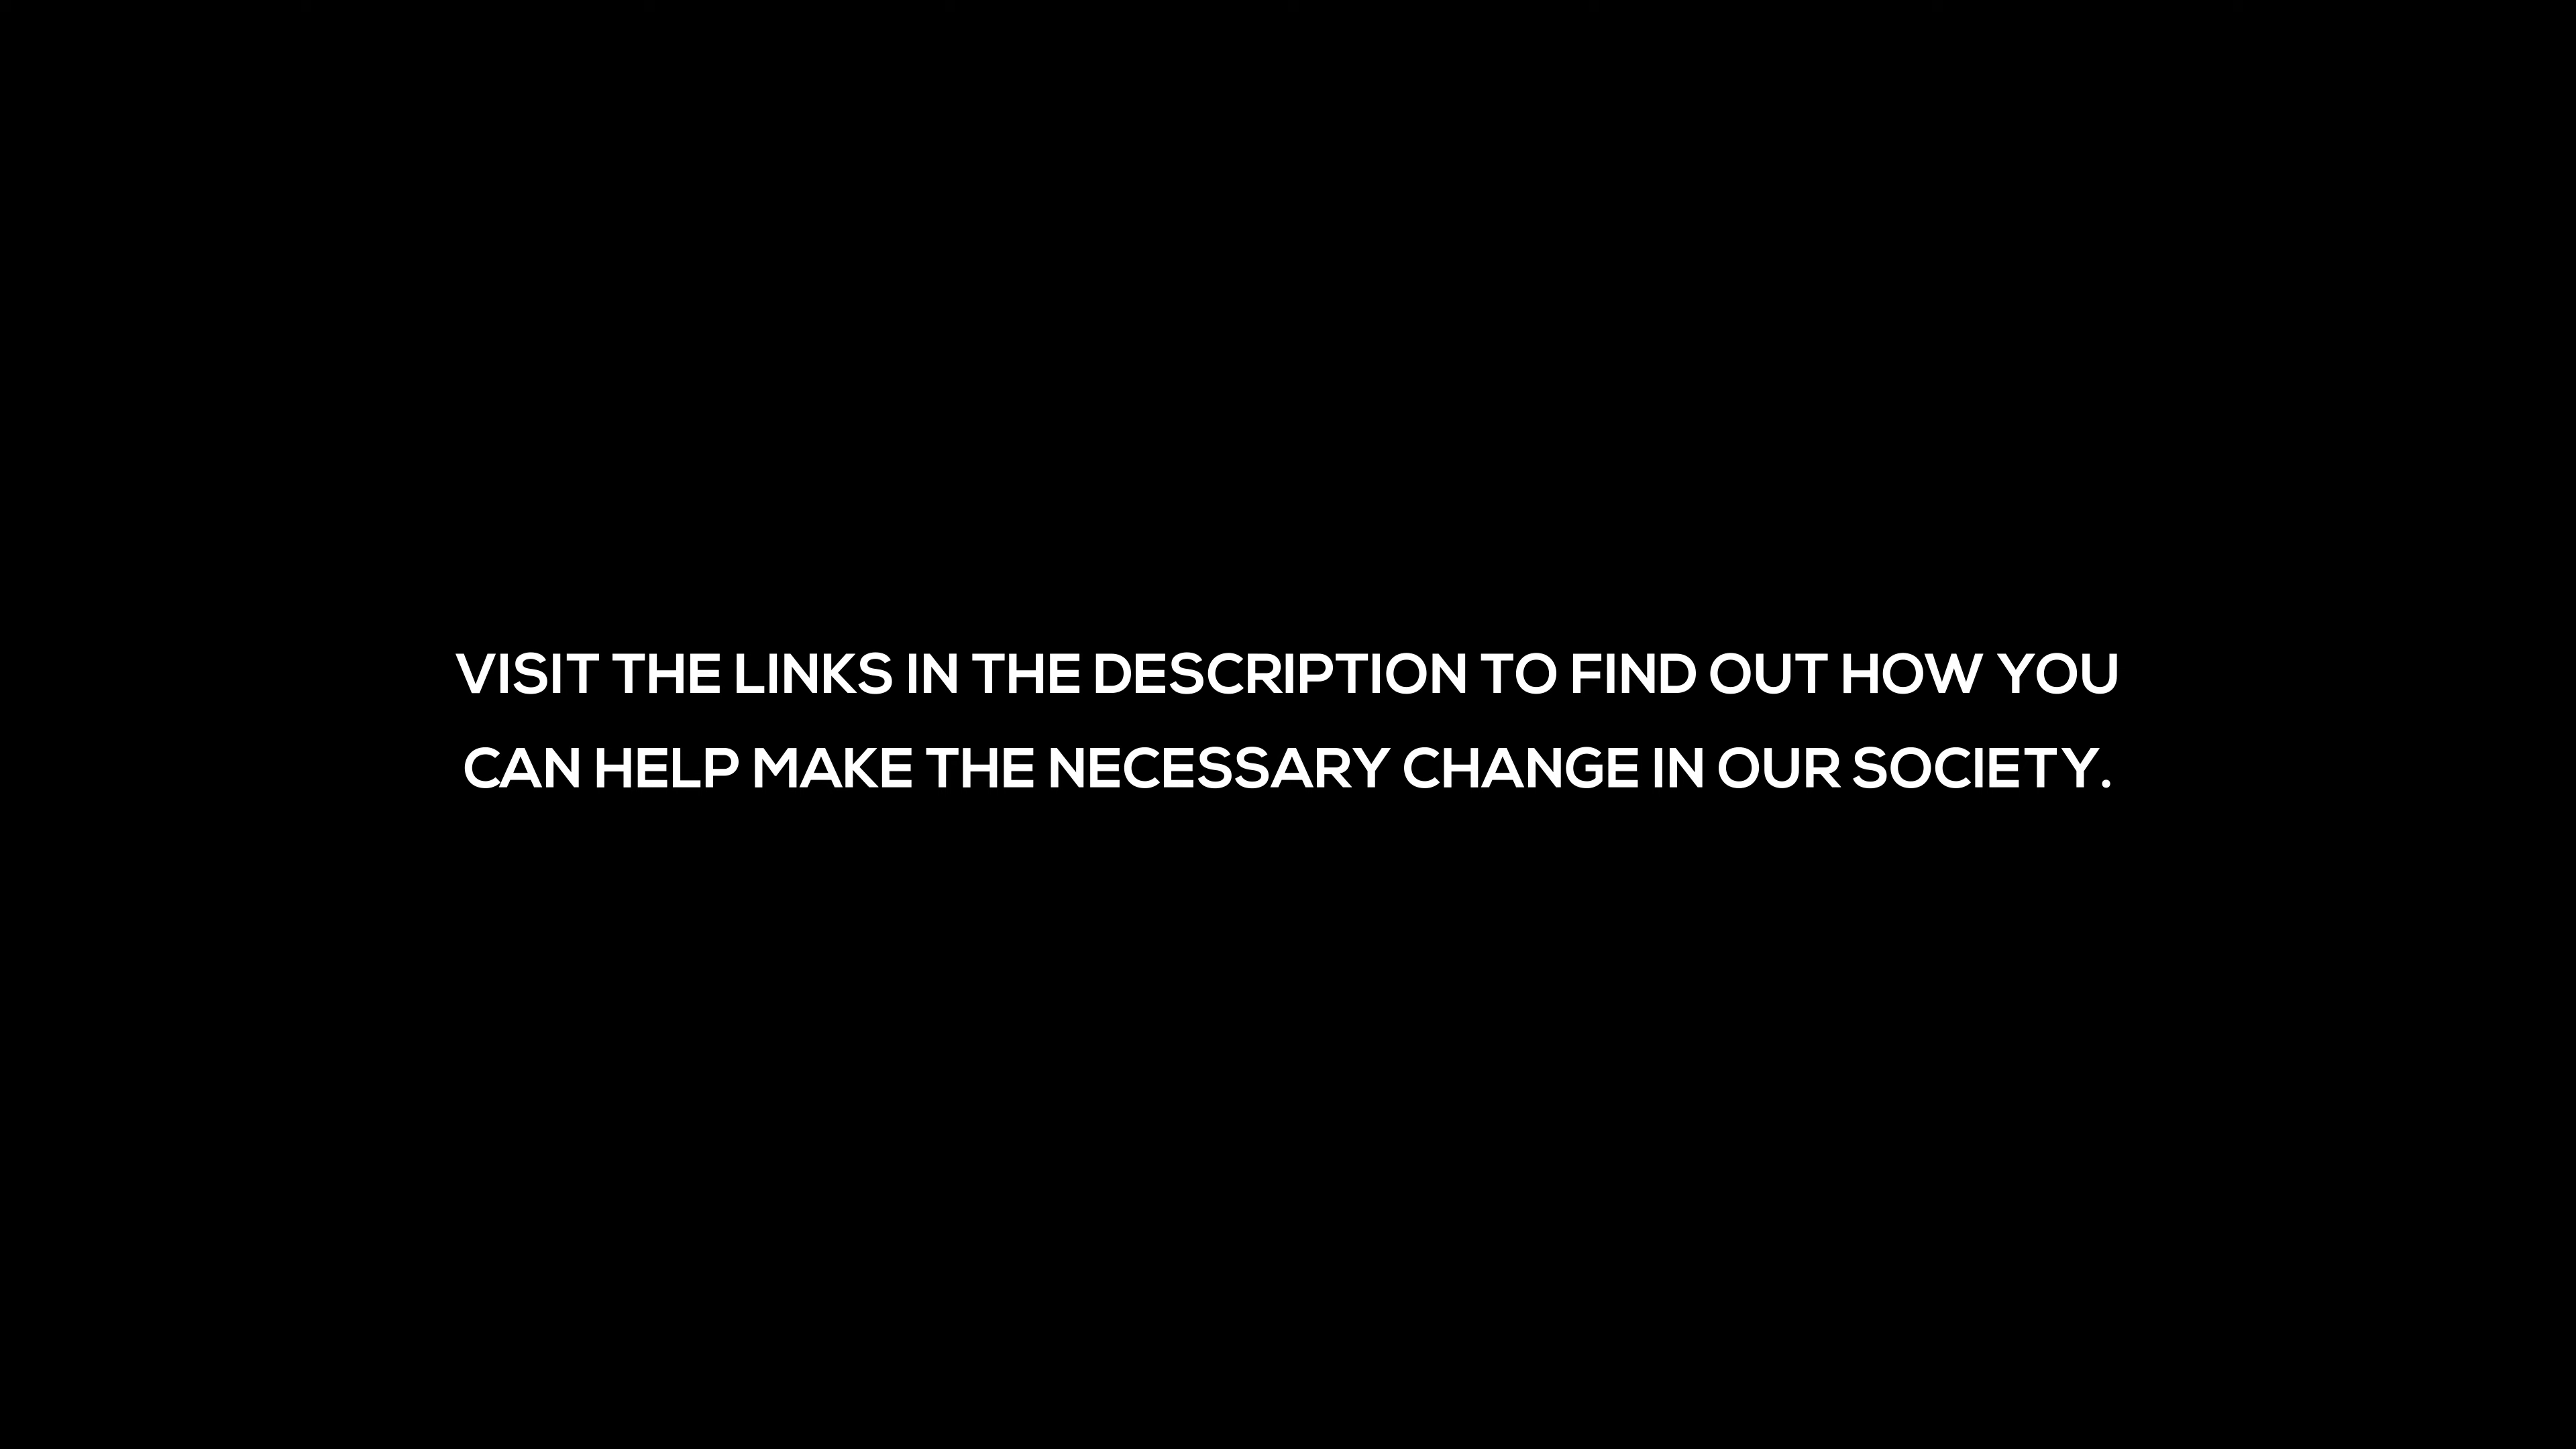 VISIT THE LINKS IN THE DESCRIPTION TO FIND OUT HOW YOU
CAN HELP MAKE THE NECESSARY CHANGE IN OUR SOCIETY.